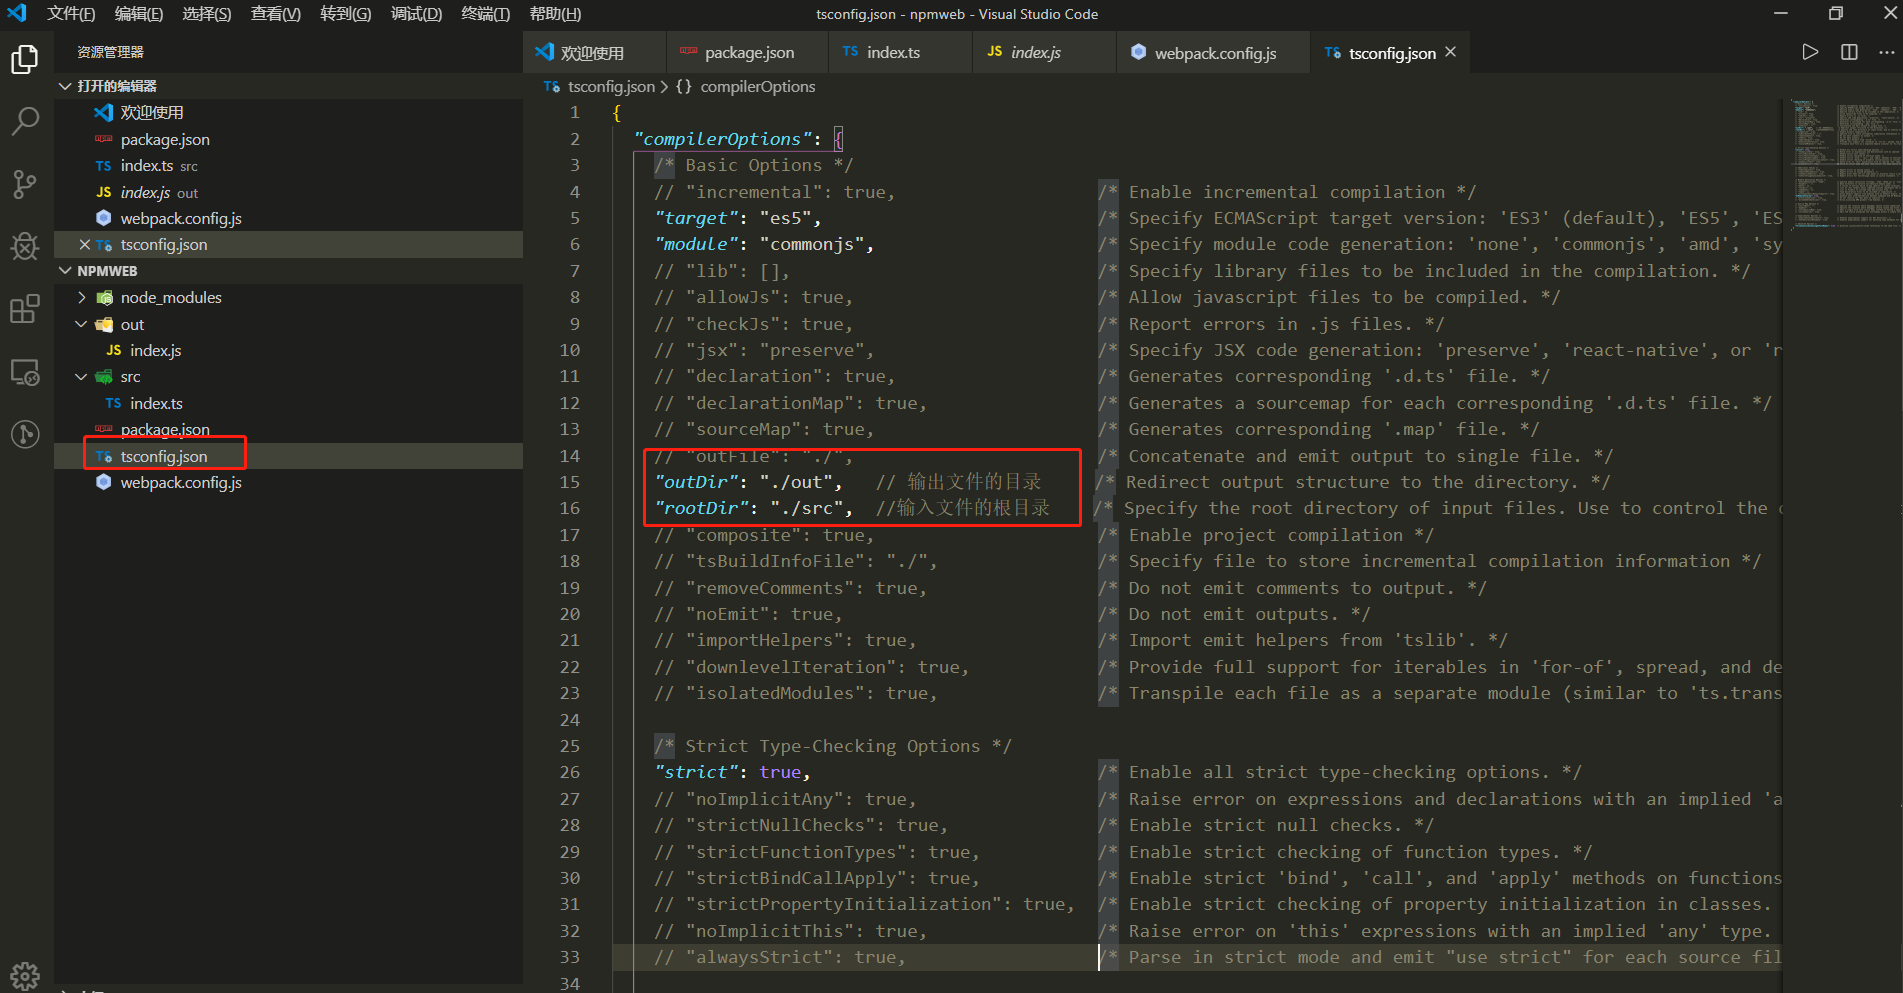 文件(F) 编辑(E) 选择(S) 查看(V) 转到(G) 调试(D) 终端(T) 帮助(H)
tsconfig.json - npmweb - Visual Studio Code
资源管理器
打开的编辑器
欢迎使用
package.json
index.ts src
index.js out
webpack.config.js
tsconfig.json
NPMWEB
node_modules
out
JS index.js
src
TS index.ts
package.json
tsconfig.json
webpack.config.js
欢迎使用 package.json TS index.ts JS index.js webpack.config.js tsconfig.json
tsconfig.json > {} compilerOptions
1 {
2 "compilerOptions": {
3 /* Basic Options */
4 // "incremental": true, /* Enable incremental compilation */
5 "target": "es5", /* Specify ECMAScript target version: 'ES3' (default), 'ES5', 'ES
6 "module": "commonjs", /* Specify module code generation: 'none', 'commonjs', 'amd', 'sy
7 // "lib": [], /* Specify library files to be included in the compilation. */
8 // "allowJs": true, /* Allow javascript files to be compiled. */
9 // "checkJs": true, /* Report errors in .js files. */
10 // "jsx": "preserve", /* Specify JSX code generation: 'preserve', 'react-native', or 'r
11 // "declaration": true, /* Generates corresponding '.d.ts' file. */
12 // "declarationMap": true, /* Generates a sourcemap for each corresponding '.d.ts' file. */
13 // "sourceMap": true, /* Generates corresponding '.map' file. */
14 // "outFile": "./", /* Concatenate and emit output to single file. */
15 "outDir": "./out", // 输出文件的目录 /* Redirect output structure to the directory. */
16 "rootDir": "./src", //输入文件的根目录 /* Specify the root directory of input files. Use to control the
17 // "composite": true, /* Enable project compilation */
18 // "tsBuildInfoFile": "./", /* Specify file to store incremental compilation information */
19 // "removeComments": true, /* Do not emit comments to output. */
20 // "noEmit": true, /* Do not emit outputs. */
21 // "importHelpers": true, /* Import emit helpers from 'tslib'. */
22 // "downlevelIteration": true, /* Provide full support for iterables in 'for-of', spread, and de
23 // "isolatedModules": true, /* Transpile each file as a separate module (similar to 'ts.trans
24
25 /* Strict Type-Checking Options */
26 "strict": true, /* Enable all strict type-checking options. */
27 // "noImplicitAny": true, /* Raise error on expressions and declarations with an implied 'a
28 // "strictNullChecks": true, /* Enable strict null checks. */
29 // "strictFunctionTypes": true, /* Enable strict checking of function types. */
30 // "strictBindCallApply": true, /* Enable strict 'bind', 'call', and 'apply' methods on functions
31 // "strictPropertyInitialization": true, /* Enable strict checking of property initialization in classes.
32 // "noImplicitThis": true, /* Raise error on 'this' expressions with an implied 'any' type.
33 // "alwaysStrict": true, /* Parse in strict mode and emit "use strict" for each source fil
34